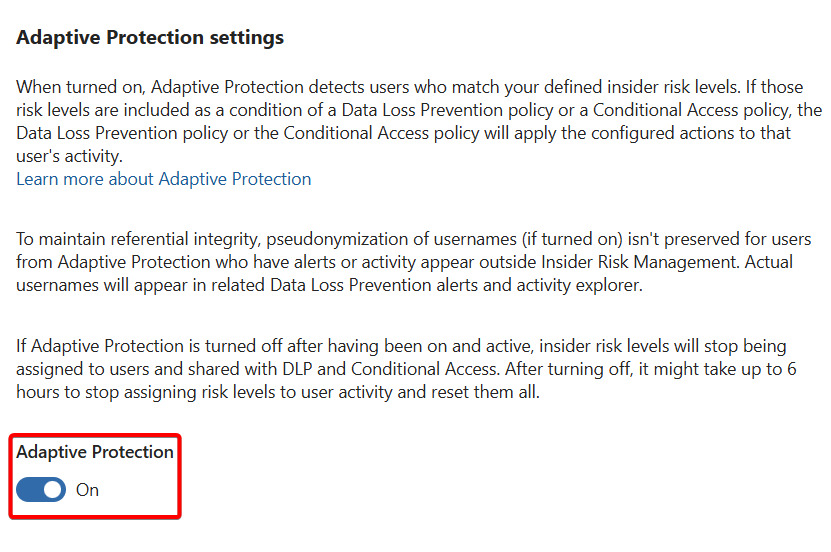 Adaptive Protection settings
When turned on, Adaptive Protection detects users who match your defined insider risk levels. If those
risk levels are included as a condition of a Data Loss Prevention policy or a Conditional Access policy, the
Data Loss Prevention policy or the Conditional Access policy will apply the configured actions to that
user's activity.
Learn more about Adaptive Protection
To maintain referential integrity, pseudonymization of usernames (if turned on) isn't preserved for users
from Adaptive Protection who have alerts or activity appear outside Insider Risk Management. Actual
usernames will appear in related Data Loss Prevention alerts and activity explorer.
If Adaptive Protection is turned off after having been on and active, insider risk levels will stop being
assigned to users and shared with DLP and Conditional Access. After turning off, it might take up to 6
hours to stop assigning risk levels to user activity and reset them all.
Adaptive Protection
On